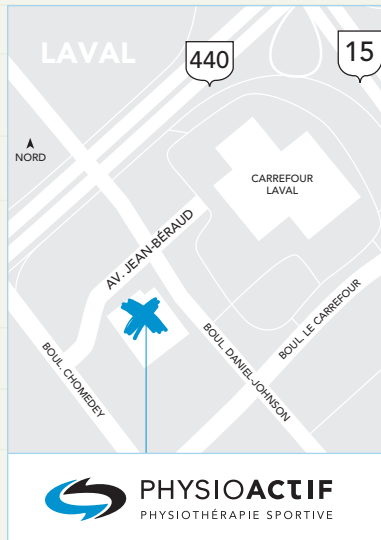 LAVAL
440
15
NORD
CARREFOUR
LAVAL
AV. JEAN-BÉRAUD
BOUL. CHOMEDEY
BOUL. DANIEL-JOHNSON
BOUL. LE CARREFOUR
PHYSIOACTIF
PHYSIOTHÉRAPIE SPORTIVE